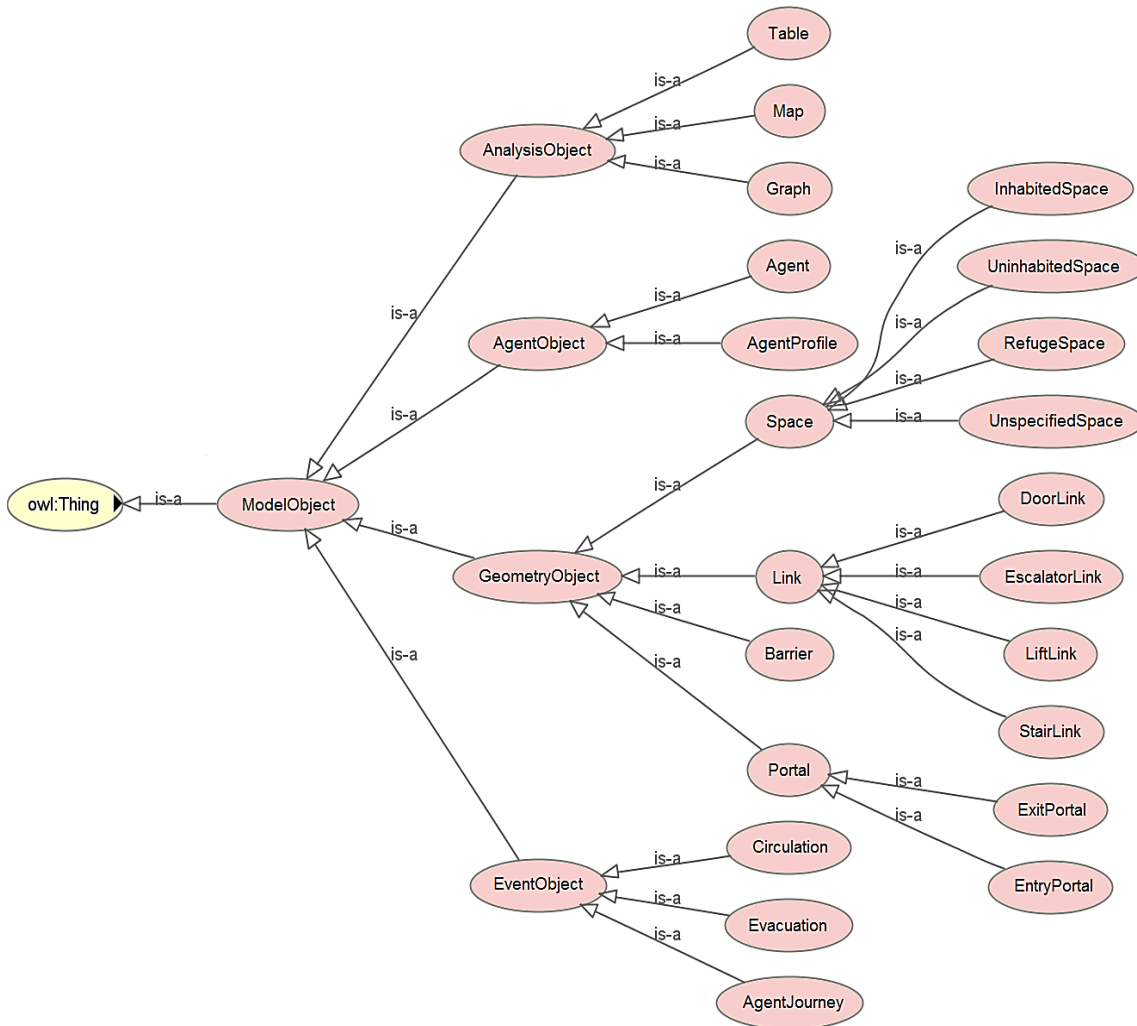 Table
is-a
Map
is-a
AnalysisObject
is-a
Graph
InhabitedSpace
is-a
Agent
UninhabitedSpace
is-a
is-a
is-a
AgentObject
is-a
AgentProfile
RefugeSpace
is-a
is-a
Space
is-a
UnspecifiedSpace
is-a
owl:Thing
is-a
ModelObject
DoorLink
is-a
is-a
GeometryObject
is-a
Link
is-a
EscalatorLink
is-a
is-a
is-a
Barrier
is-a
LiftLink
is-a
StairLink
Portal
is-a
ExitPortal
is-a
Circulation
is-a
EventObject
is-a
EntryPortal
Evacuation
is-a
AgentJourney